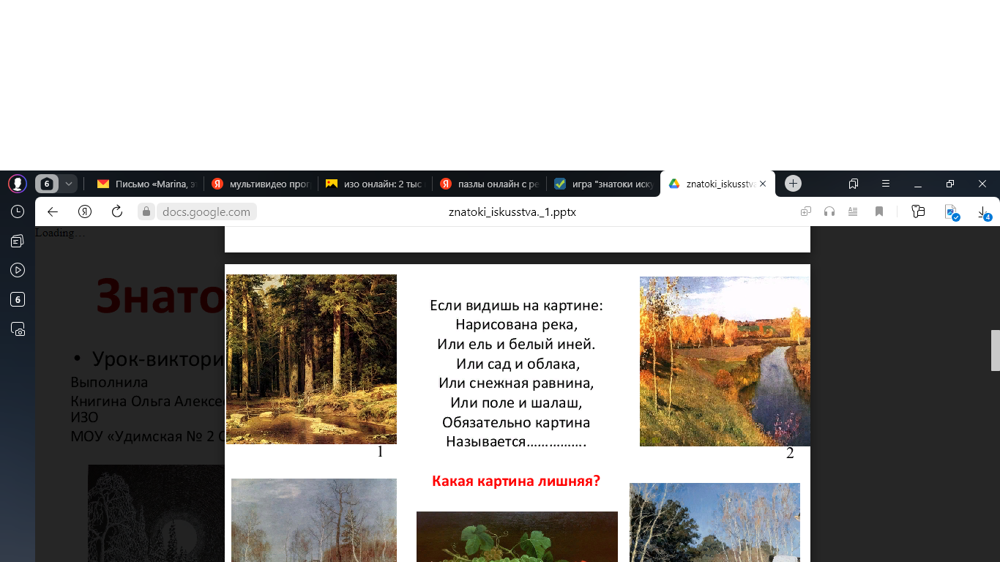 6
Письмо «Marina, э
мультивидео прог
изо онлайн: 2 тыс
пазлы онлайн с ре
игра "знатоки иску
znatoki_iskusstva
docs.google.com
znatoki_iskusstva._1.pptx
4
6
Loading...
Знато
• Урок-виктори
Выполнила
Книгина Ольга Алексе
ИЗО
МОУ «Удимская № 2 О
Если видишь на картине:
Нарисована река,
Или ель и белый иней.
Или сад и облака,
Или снежная равнина,
Или поле и шалаш,
Обязательно картина
Называется…………….
1
2
Какая картина лишняя?